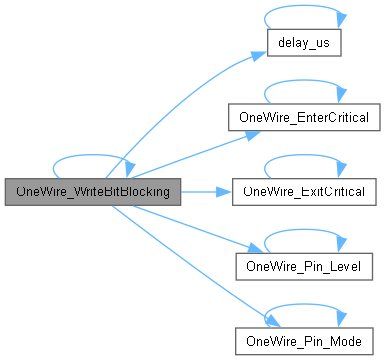 delay_us
OneWire_EnterCritical
OneWire_WriteBitBlocking
OneWire_ExitCritical
OneWire_Pin_Level
OneWire_Pin_Mode